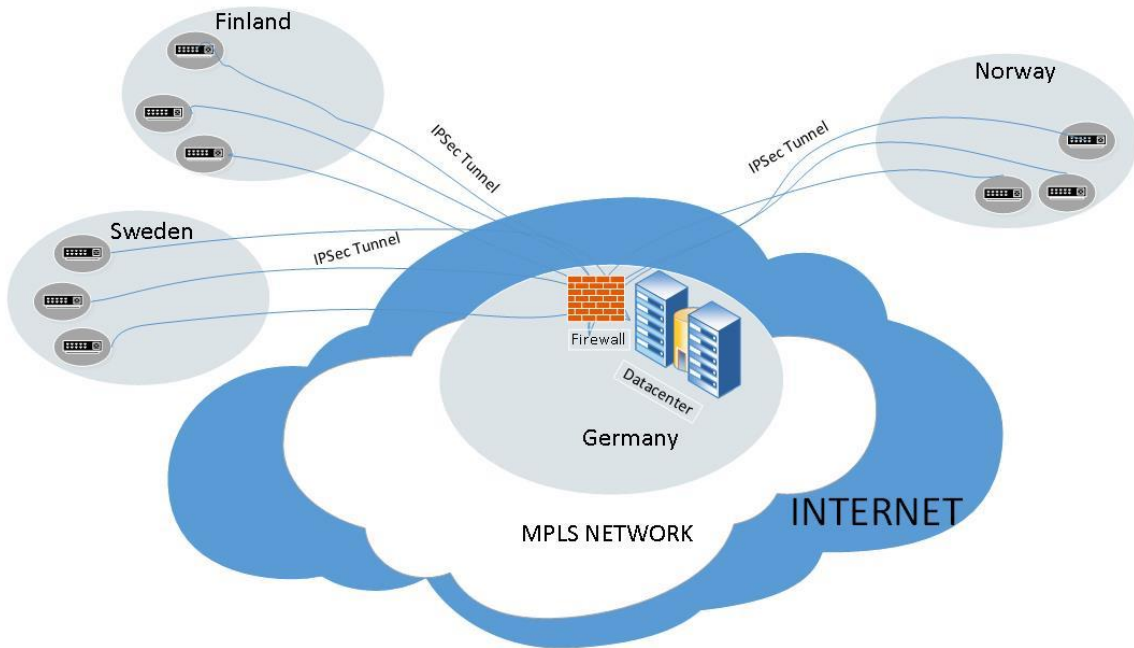 Finland
Norway
IPSec Tunnel
IPSec Tunnel
Sweden
IPSec Tunnel
Firewall
Datacenter
Germany
INTERNET
MPLS NETWORK